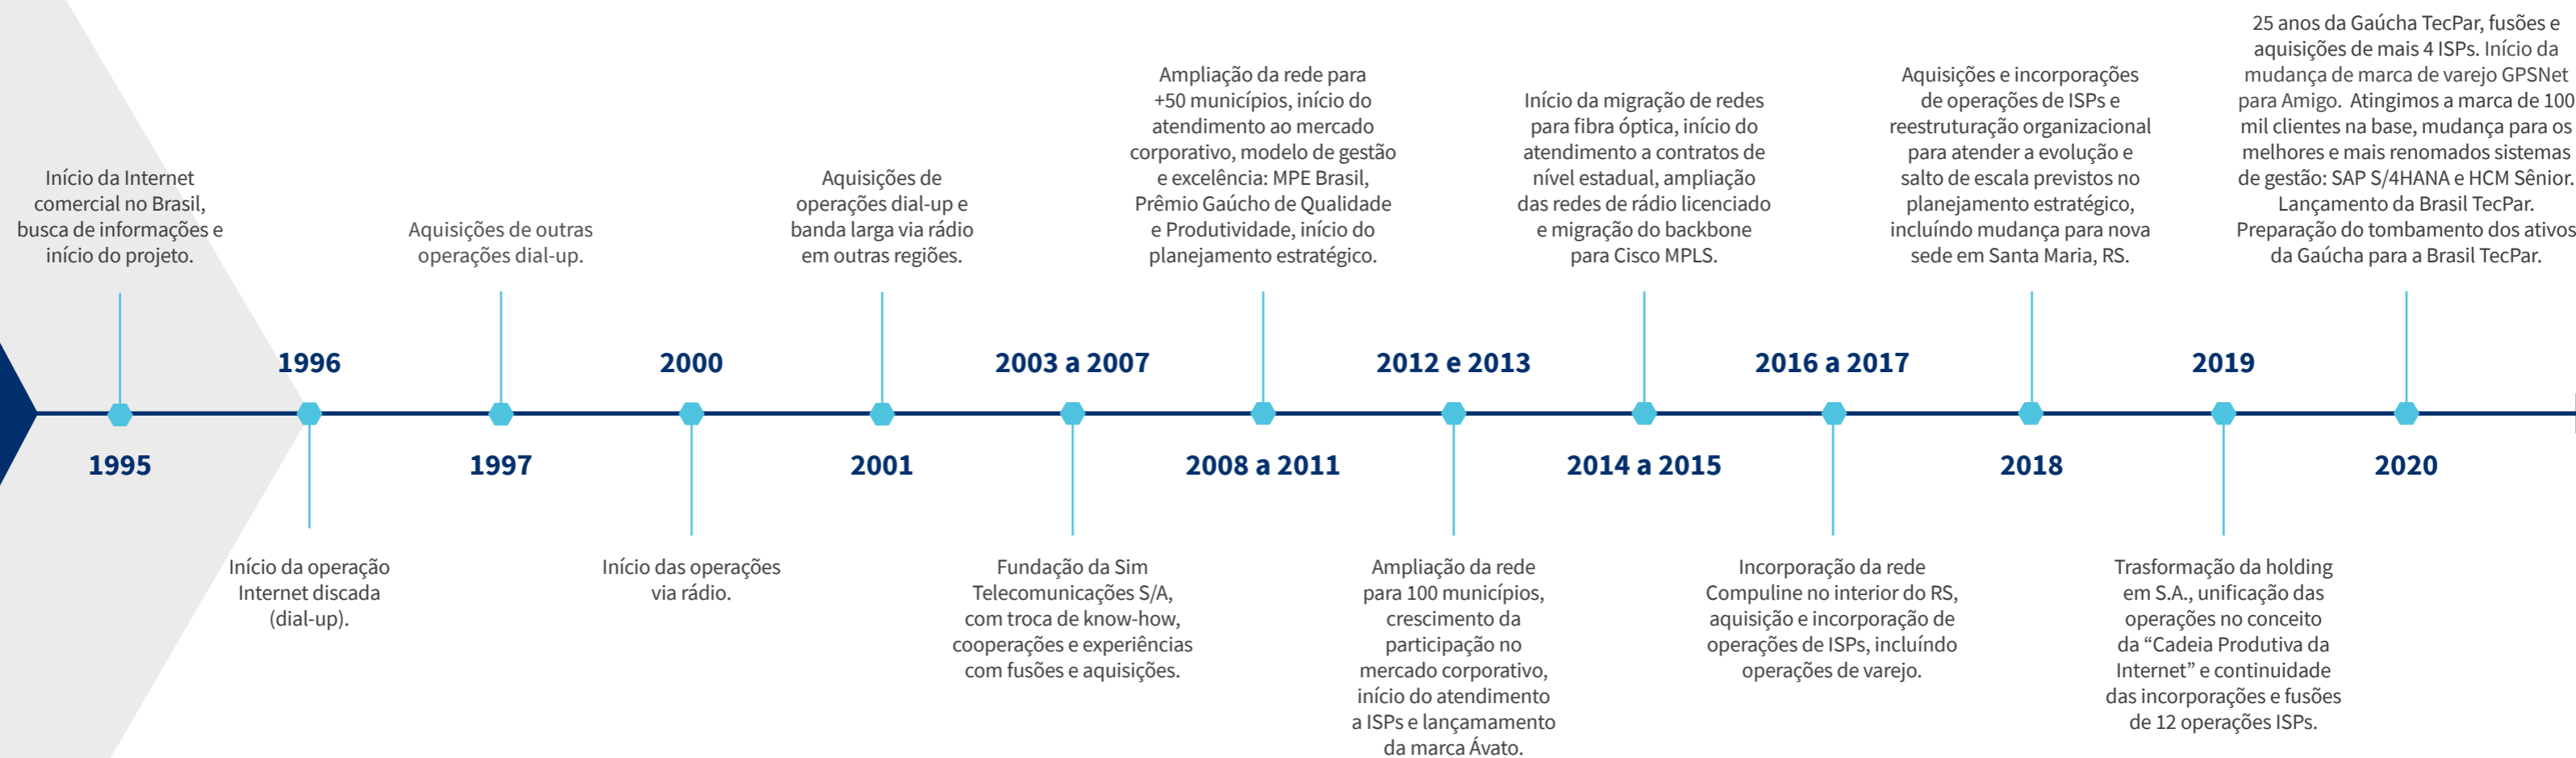 Início da Internet
comercial no Brasil,
busca de informações e
início do projeto.
1995
1996
Início da operação
Internet discada
(dial-up).
Aquisições de outras
operações dial-up.
1997
2000
Início das operações
via rádio.
Aquisições de
operações dial-up e
banda larga via rádio
em outras regiões.
2001
2003 a 2007
Fundação da Sim
Telecomunicações S/A,
com troca de know-how,
cooperações e experiências
com fusões e aquisições.
Ampliação da rede para
+50 municípios, início do
atendimento ao mercado
corporativo, modelo de gestão
e excelência: MPE Brasil,
Prêmio Gaúcho de Qualidade
e Produtividade, início do
planejamento estratégico.
2008 a 2011
2012 e 2013
Ampliação da rede
para 100 municípios,
crescimento da
participação no
mercado corporativo,
início do atendimento
a ISPs e lançamamento
da marca Ávato.
Início da migração de redes
para fibra óptica, início do
atendimento a contratos de
nível estadual, ampliação
das redes de rádio licenciado
e migração do backbone
para Cisco MPLS.
2014 a 2015
2016 a 2017
Incorporação da rede
Compuline no interior do RS,
aquisição e incorporação de
operações de ISPs, incluíndo
operações de varejo.
Aquisições e incorporações
de operações de ISPs e
reestruturação organizacional
para atender a evolução e
salto de escala previstos no
planejamento estratégico,
incluíndo mudança para nova
sede em Santa Maria, RS.
2018
2019
Trasformação da holding
em S.A., unificação das
operações no conceito
da “Cadeia Produtiva da
Internet” e continuidade
das incorporações e fusões
de 12 operações ISPs.
25 anos da Gaúcha TecPar, fusões e
aquisições de mais 4 ISPs. Início da
mudança de marca de varejo GPSNet
para Amigo. Atingimos a marca de 100
mil clientes na base, mudança para os
melhores e mais renomados sistemas
de gestão: SAP S/4HANA e HCM Sênior.
Lançamento da Brasil TecPar.
Preparação do tombamento dos ativos
da Gaúcha para a Brasil TecPar.
2020